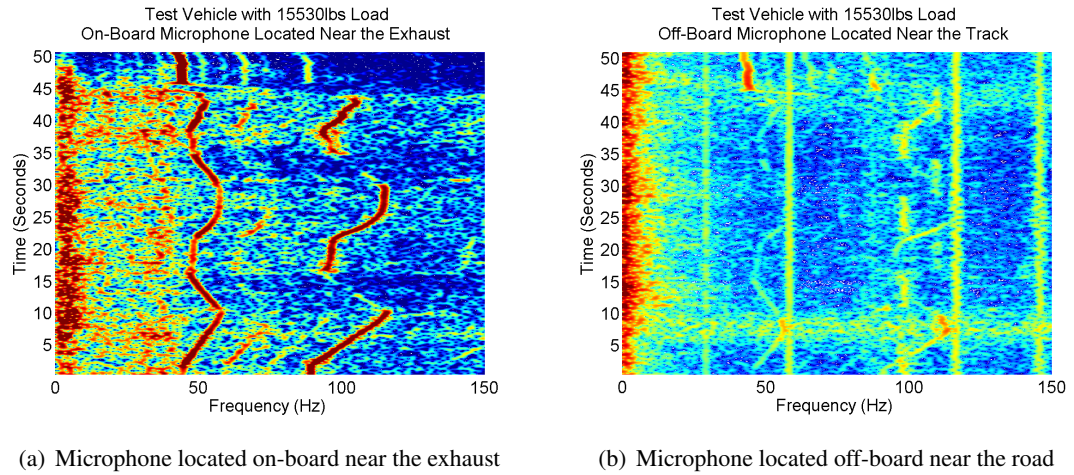 Test Vehicle with 15530lbs Load
On-Board Microphone Located Near the Exhaust
50
45
40
35
30
25
20
15
10
5
Time (Seconds)
0
50
100
150
Frequency (Hz)
(a) Microphone located on-board near the exhaust
Test Vehicle with 15530lbs Load
Off-Board Microphone Located Near the Track
50
45
40
35
30
25
20
15
10
5
Time (Seconds)
0
50
100
150
Frequency (Hz)
(b) Microphone located off-board near the road